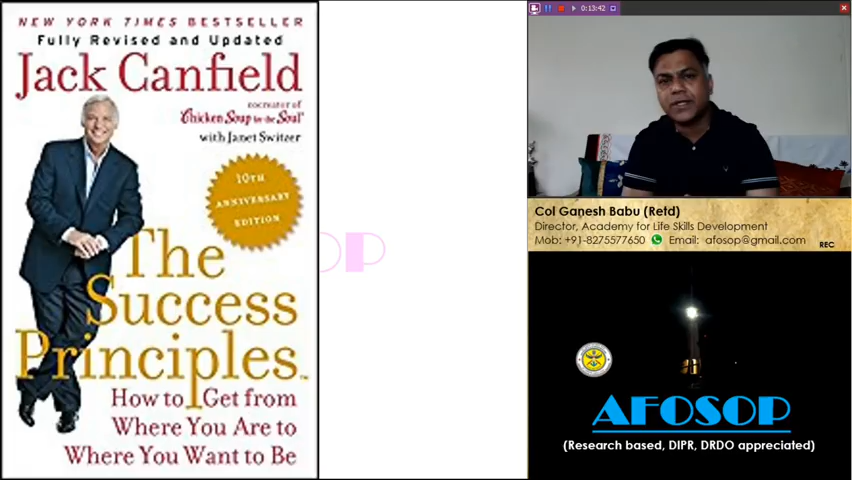 NEW YORK TIMES BESTSELLER
Fully Revised and Updated
Jack Canfield
cocreator of
Chicken Soup for the Soul®
with Janet Switzer
10TH
ANNIVERSARY
EDITION
The
Success
Principles™
How to Get from
Where You Are to
Where You Want to Be
OP
0:13:42
Col Ganesh Babu (Retd)
Director, Academy for Life Skills Development
Mob: +91-8275577650 Email: afosop@gmail.com
REC
AFOSOP
(Research based, DIPR, DRDO appreciated)